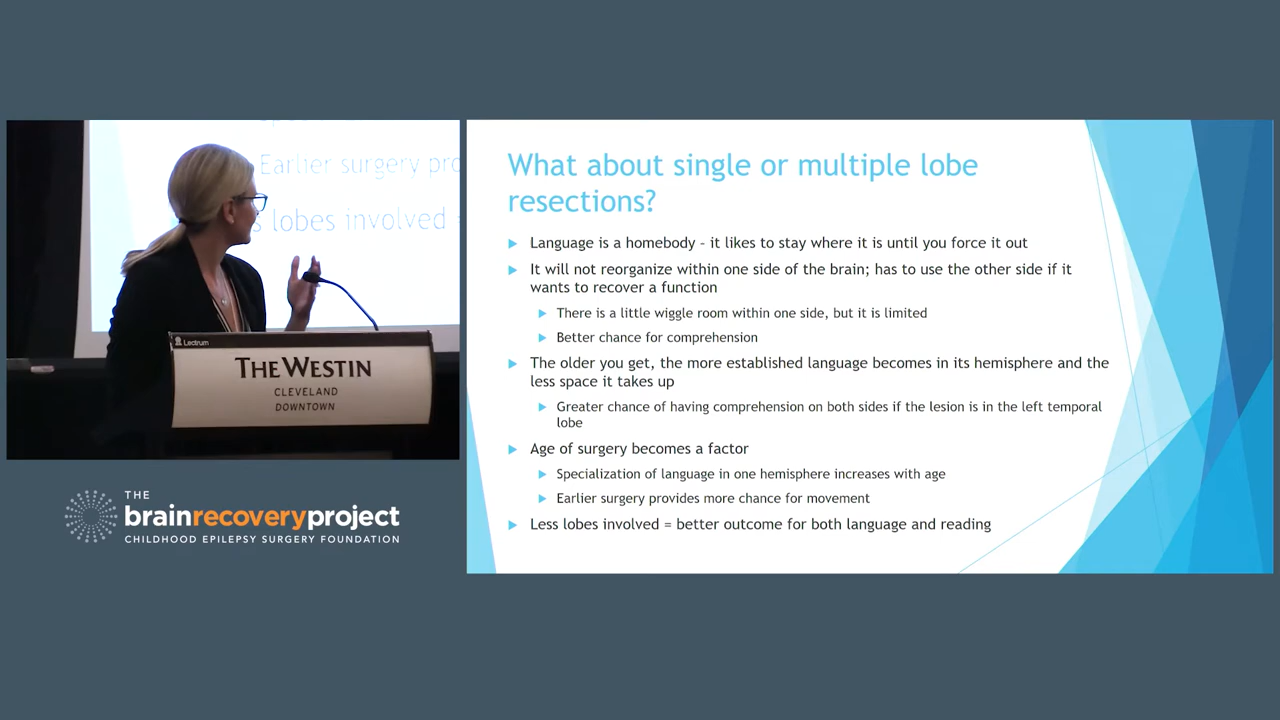 Earlier surgery pro
s lobes involved
Lectrum
THE WESTIN
CLEVELAND
DOWNTOWN
THE
brainrecoveryproject
CHILDHOOD EPILEPSY SURGERY FOUNDATION
What about single or multiple lobe
resections?
Language is a homebody – it likes to stay where it is until you force it out
It will not reorganize within one side of the brain; has to use the other side if it
wants to recover a function
There is a little wiggle room within one side, but it is limited
Better chance for comprehension
The older you get, the more established language becomes in its hemisphere and the
less space it takes up
Greater chance of having comprehension on both sides if the lesion is in the left temporal
lobe
Age of surgery becomes a factor
Specialization of language in one hemisphere increases with age
Earlier surgery provides more chance for movement
Less lobes involved = better outcome for both language and reading